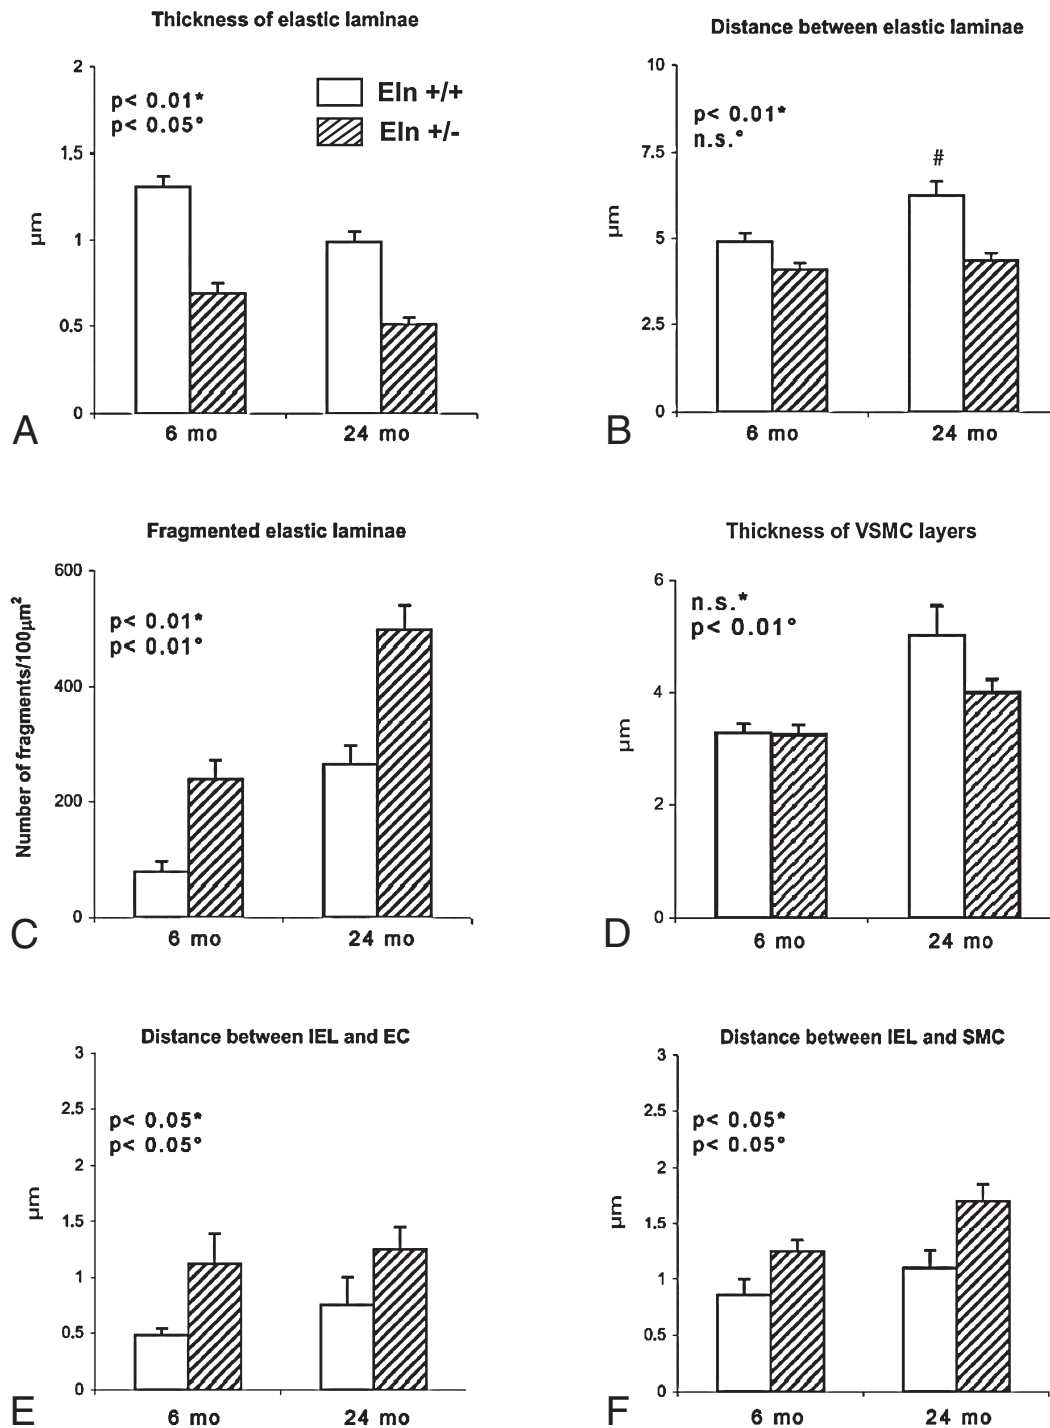 Thickness of elastic laminae
2
p< 0.01*
p< 0.05°
Eln +/+
Eln +/-
1.5
µm
1
0.5
0
A
6 mo
24 mo
Distance between elastic laminae
10
p< 0.01*
n.s.°
#
7.5
µm
5
2.5
0
B
6 mo
24 mo
Fragmented elastic laminae
600
p< 0.01*
p< 0.01°
Number of fragments/100µm²
400
200
0
C
6 mo
24 mo
Thickness of VSMC layers
6
n.s.*
p< 0.01°
4
µm
2
0
D
6 mo
24 mo
Distance between IEL and EC
3
2.5
p< 0.05*
p< 0.05°
2
µm
1.5
1
0.5
0
E
6 mo
24 mo
Distance between IEL and SMC
3
2.5
p< 0.05*
p< 0.05°
2
µm
1.5
1
0.5
0
F
6 mo
24 mo